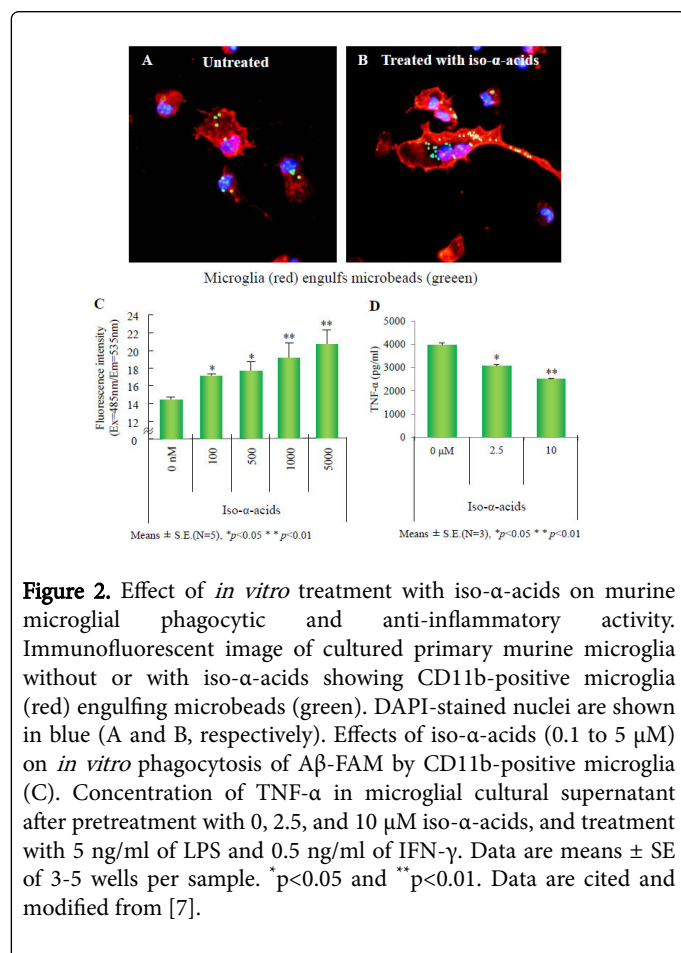 A Untreated
B Treated with iso-α-acids
Microglia (red) engulfs microbeads (greeen)
C
Fluorescence intensity
(Ex=485nm/Em=535nm)
24
22
20
18
16
14
12
0
*
*
**
**
0 nM
100
500
1000
5000
Iso-α-acids
Means ± S.E.(N=5), *p<0.05 * * p<0.01
D
TNF-α (pg/ml)
5000
4000
3000
2000
1000
0
*
**
0 μM
2.5
10
Iso-α-acids
Means ± S.E.(N=3), *p<0.05 * * p<0.01
Figure 2. Effect of in vitro treatment with iso-α-acids on murine
microglial phagocytic and anti-inflammatory activity.
Immunofluorescent image of cultured primary murine microglia
without or with iso-α-acids showing CD11b-positive microglia
(red) engulfing microbeads (green). DAPI-stained nuclei are shown
in blue (A and B, respectively). Effects of iso-α-acids (0.1 to 5 μM)
on in vitro phagocytosis of Aβ-FAM by CD11b-positive microglia
(C). Concentration of TNF-α in microglial cultural supernatant
after pretreatment with 0, 2.5, and 10 μM iso-α-acids, and treatment
with 5 ng/ml of LPS and 0.5 ng/ml of IFN-γ. Data are means ± SE
of 3-5 wells per sample. *p<0.05 and **p<0.01. Data are cited and
modified from [7].